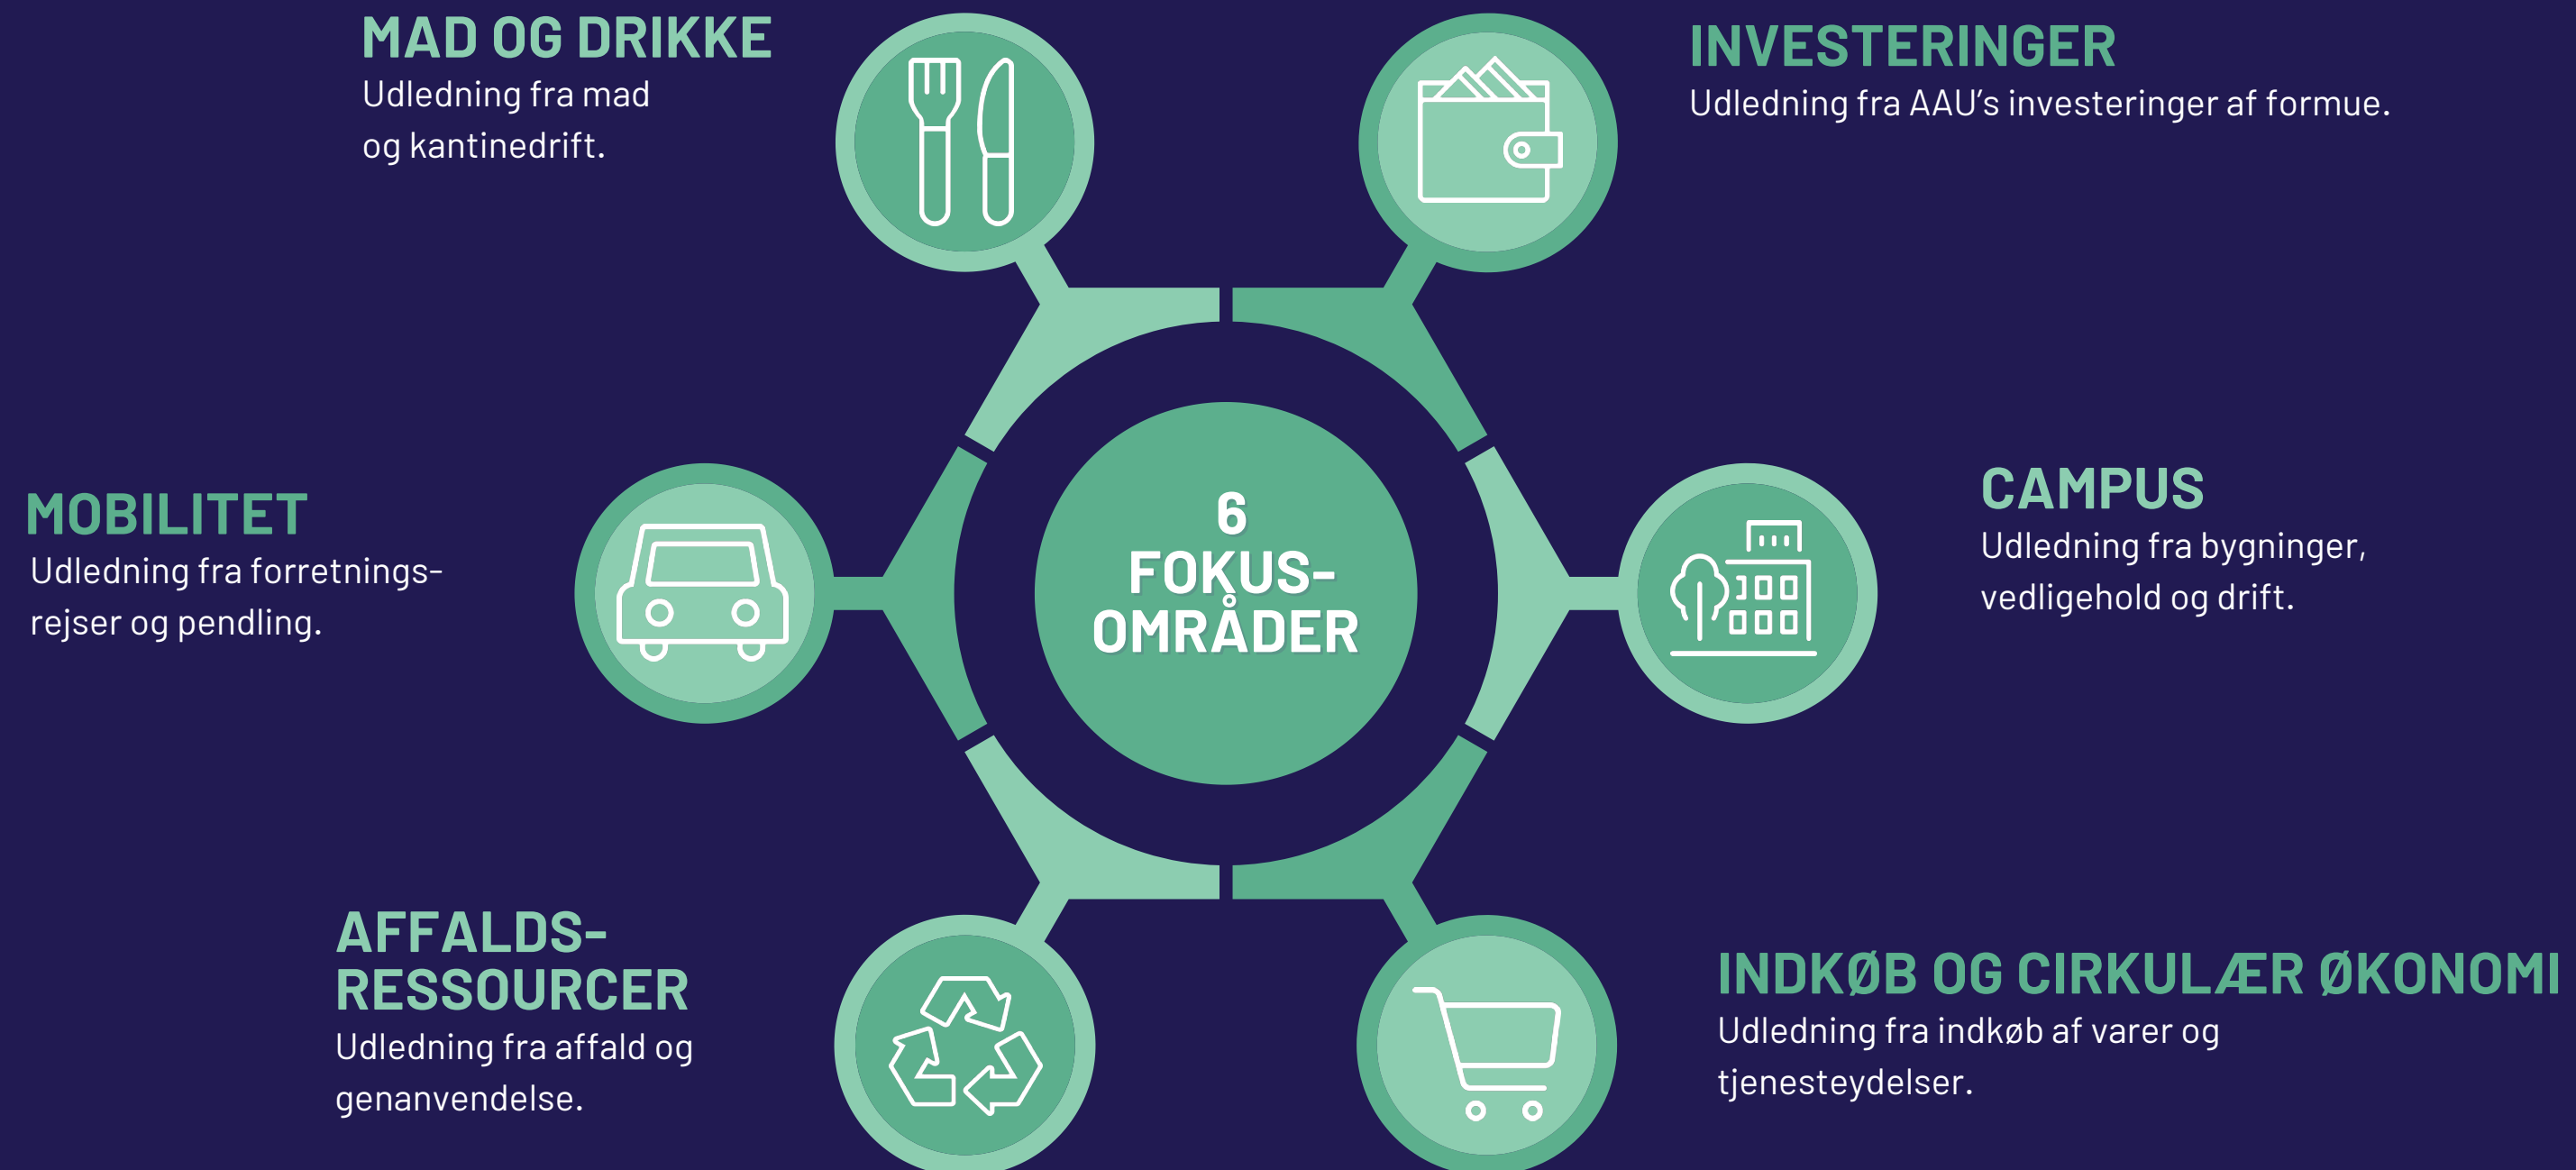 MAD OG DRIKKE
Udledning fra mad
og kantinedrift.
INVESTERINGER
Udledning fra AAU's investeringer af formue.
MOBILITET
Udledning fra forretnings-
rejser og pendling.
6
FOKUS-
OMRÅDER
CAMPUS
Udledning fra bygninger,
vedligehold og drift.
AFFALDS-
RESSOURCER
Udledning fra affald og
genanvendelse.
INDKØB OG CIRKULÆR ØKONOMI
Udledning fra indkøb af varer og
tjenesteydelser.